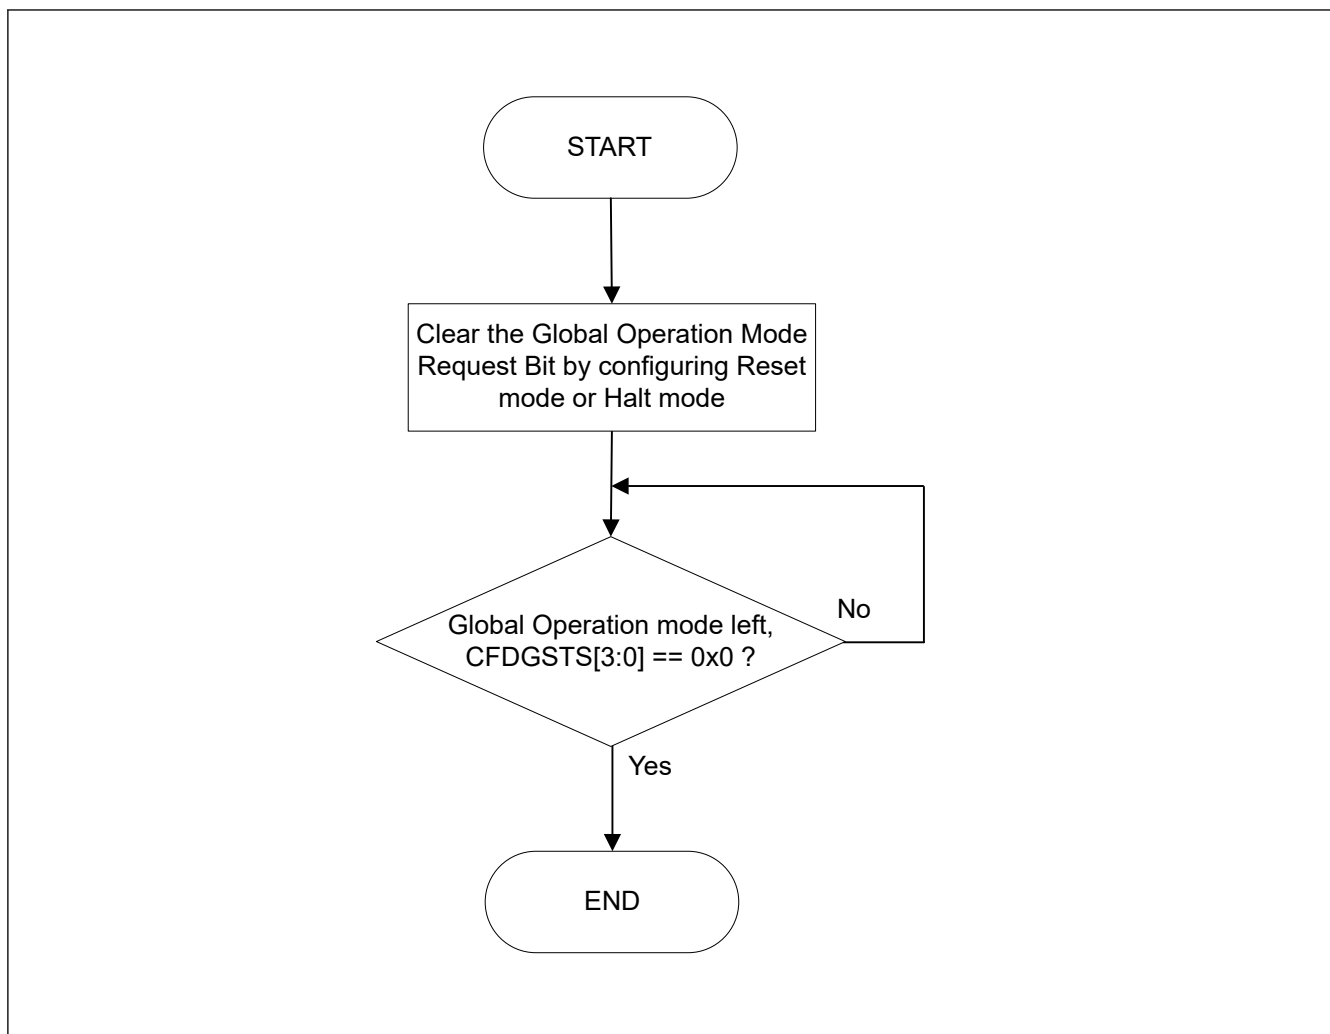 START
Clear the Global Operation Mode
Request Bit by configuring Reset
mode or Halt mode
No
Global Operation mode left,
CFDGSTS[3:0] == 0x0 ?
Yes
END